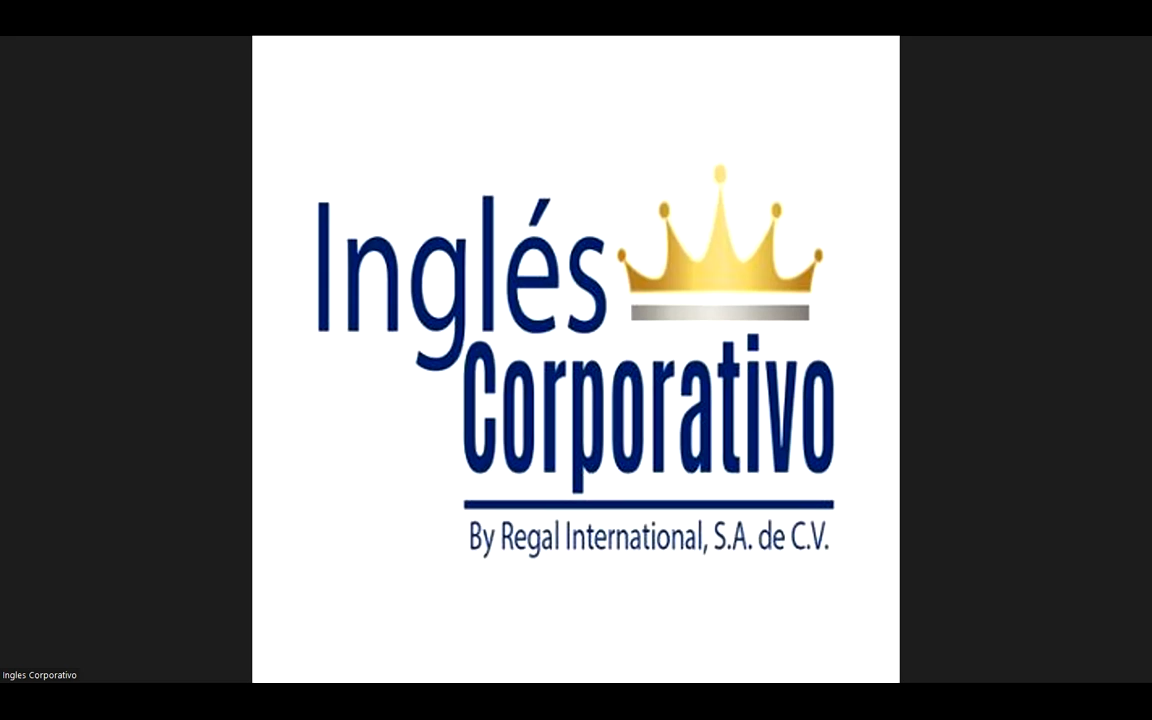 Inglés
Corporativo
By Regal International, S.A. de C.V.
Ingles Corporativo